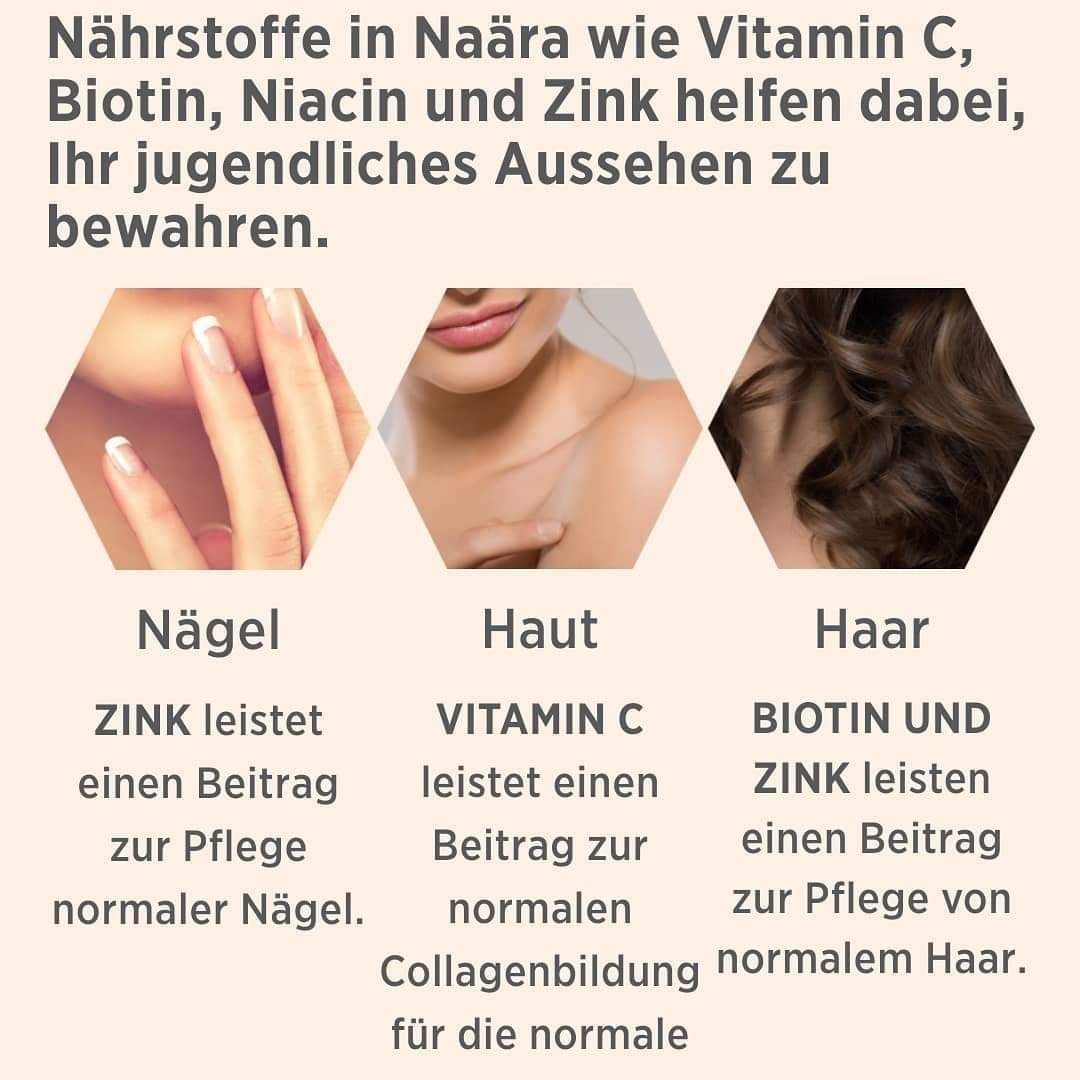 Nährstoffe in Naära wie Vitamin C,
Biotin, Niacin und Zink helfen dabei,
Ihr jugendliches Aussehen zu
bewahren.
Nägel
ZINK leistet
einen Beitrag
zur Pflege
normaler Nägel.
Haut
VITAMIN C
leistet einen
Beitrag zur
normalen
Collagenbildung
für die normale
Haar
BIOTIN UND
ZINK leisten
einen Beitrag
zur Pflege von
normalem Haar.